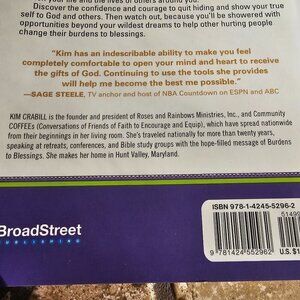 Discover the confidence and courage to quit hiding and show your true
self to God and others. Then watch out, because you'll be showered with
opportunities beyond your wildest dreams to help other hurting people
change their burdens to blessings.
"Kim has an indescribable ability to make you feel
completely comfortable to open your mind and heart to receive
the gifts of God. Continuing to use the tools she provides
will help me become the best me possible."
—SAGE STEELE, TV anchor and host of NBA Countdown on ESPN and ABC
KIM CRABILL is the founder and president of Roses and Rainbows Ministries, Inc., and Community
COFFEEs (Conversations of Friends of Faith to Encourage and Equip), which have spread nationwide
from their beginnings in her living room. She's traveled nationally for more than twenty years,
speaking at retreats, conferences, and Bible study groups with the hope-filled message of Burdens
to Blessings. She makes her home in Hunt Valley, Maryland.
BroadStreet
PUBLISHING
ISBN 978-1-4245-5296-2
5149
9 781424 552962
U.S. $1